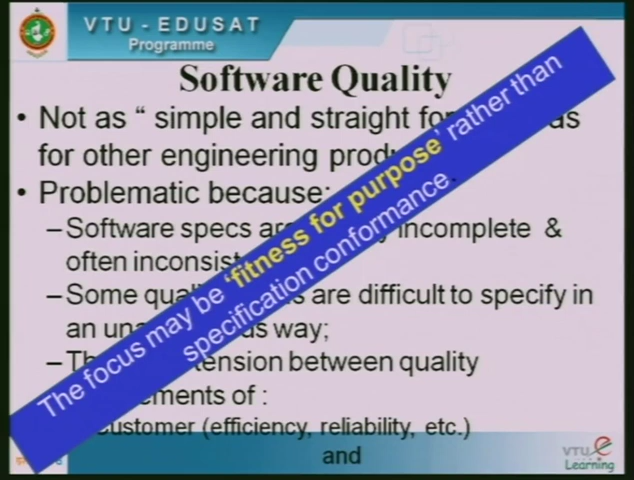 VTU - EDUSAT
Programme
Software Quality
• Not as “ simple and straight for as
for other engineering prod
• Problematic because:
–Software specs are incomplete &
often inconsist
–Some qual s are difficult to specify in
an una us way;
–Th tension between quality
ements of :
Customer (efficiency, reliability, etc.)
and
The focus may be ‘fitness for purpose’ rather than
specification conformance.
VTU e
Learning